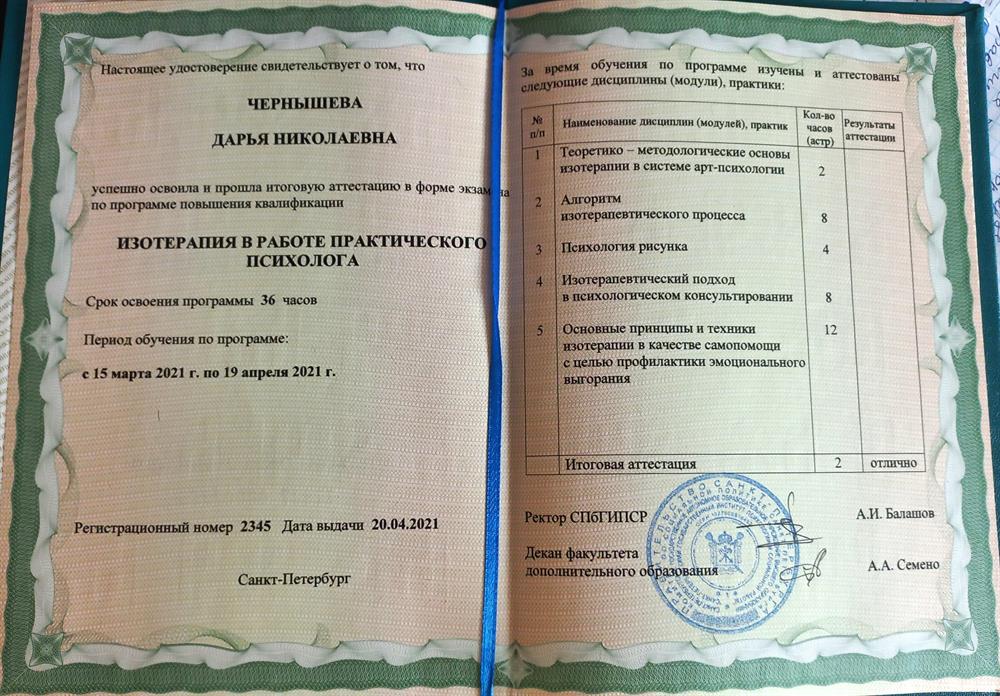 Настоящее удостоверение свидетельствует о том, что
ЧЕРНЫШЕВА
ДАРЬЯ НИКОЛАЕВНА
успешно освоила и прошла итоговую аттестацию в форме экзамена
по программе повышения квалификации
ИЗОТЕРАПИЯ В РАБОТЕ ПРАКТИЧЕСКОГО
ПСИХОЛОГА
Срок освоения программы 36 часов
Период обучения по программе:
с 15 марта 2021 г. по 19 апреля 2021 г.
Регистрационный номер 2345 Дата выдачи 20.04.2021
Санкт-Петербург
За время обучения по программе изучены и аттестованы
следующие дисциплины (модули), практики:
№ п/п Наименование дисциплин (модулей), практик Кол-во часов (астр) Результаты аттестации
1 Теоретико – методологические основы
изотерапии в системе арт-психологии 2
2 Алгоритм
изотерапевтического процесса 8
3 Психология рисунка 4
4 Изотерапевтический подход
в психологическом консультировании 8
5 Основные принципы и техники 12
изотерапии в качестве самопомощи
с целью профилактики эмоционального
выгорания
Итоговая аттестация 2 отлично
Ректор СПбГИПСР А.И. Балашов
Декан факультета
дополнительного образования А.А. Семено